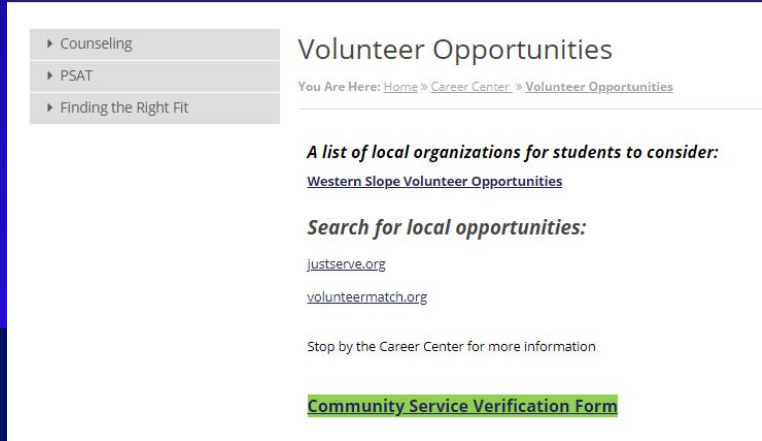 Counseling
PSAT
Finding the Right Fit
Volunteer Opportunities
You Are Here: Home » Career Center » Volunteer Opportunities
A list of local organizations for students to consider:
Western Slope Volunteer Opportunities
Search for local opportunities:
justserve.org
volunteermatch.org
Stop by the Career Center for more information
Community Service Verification Form